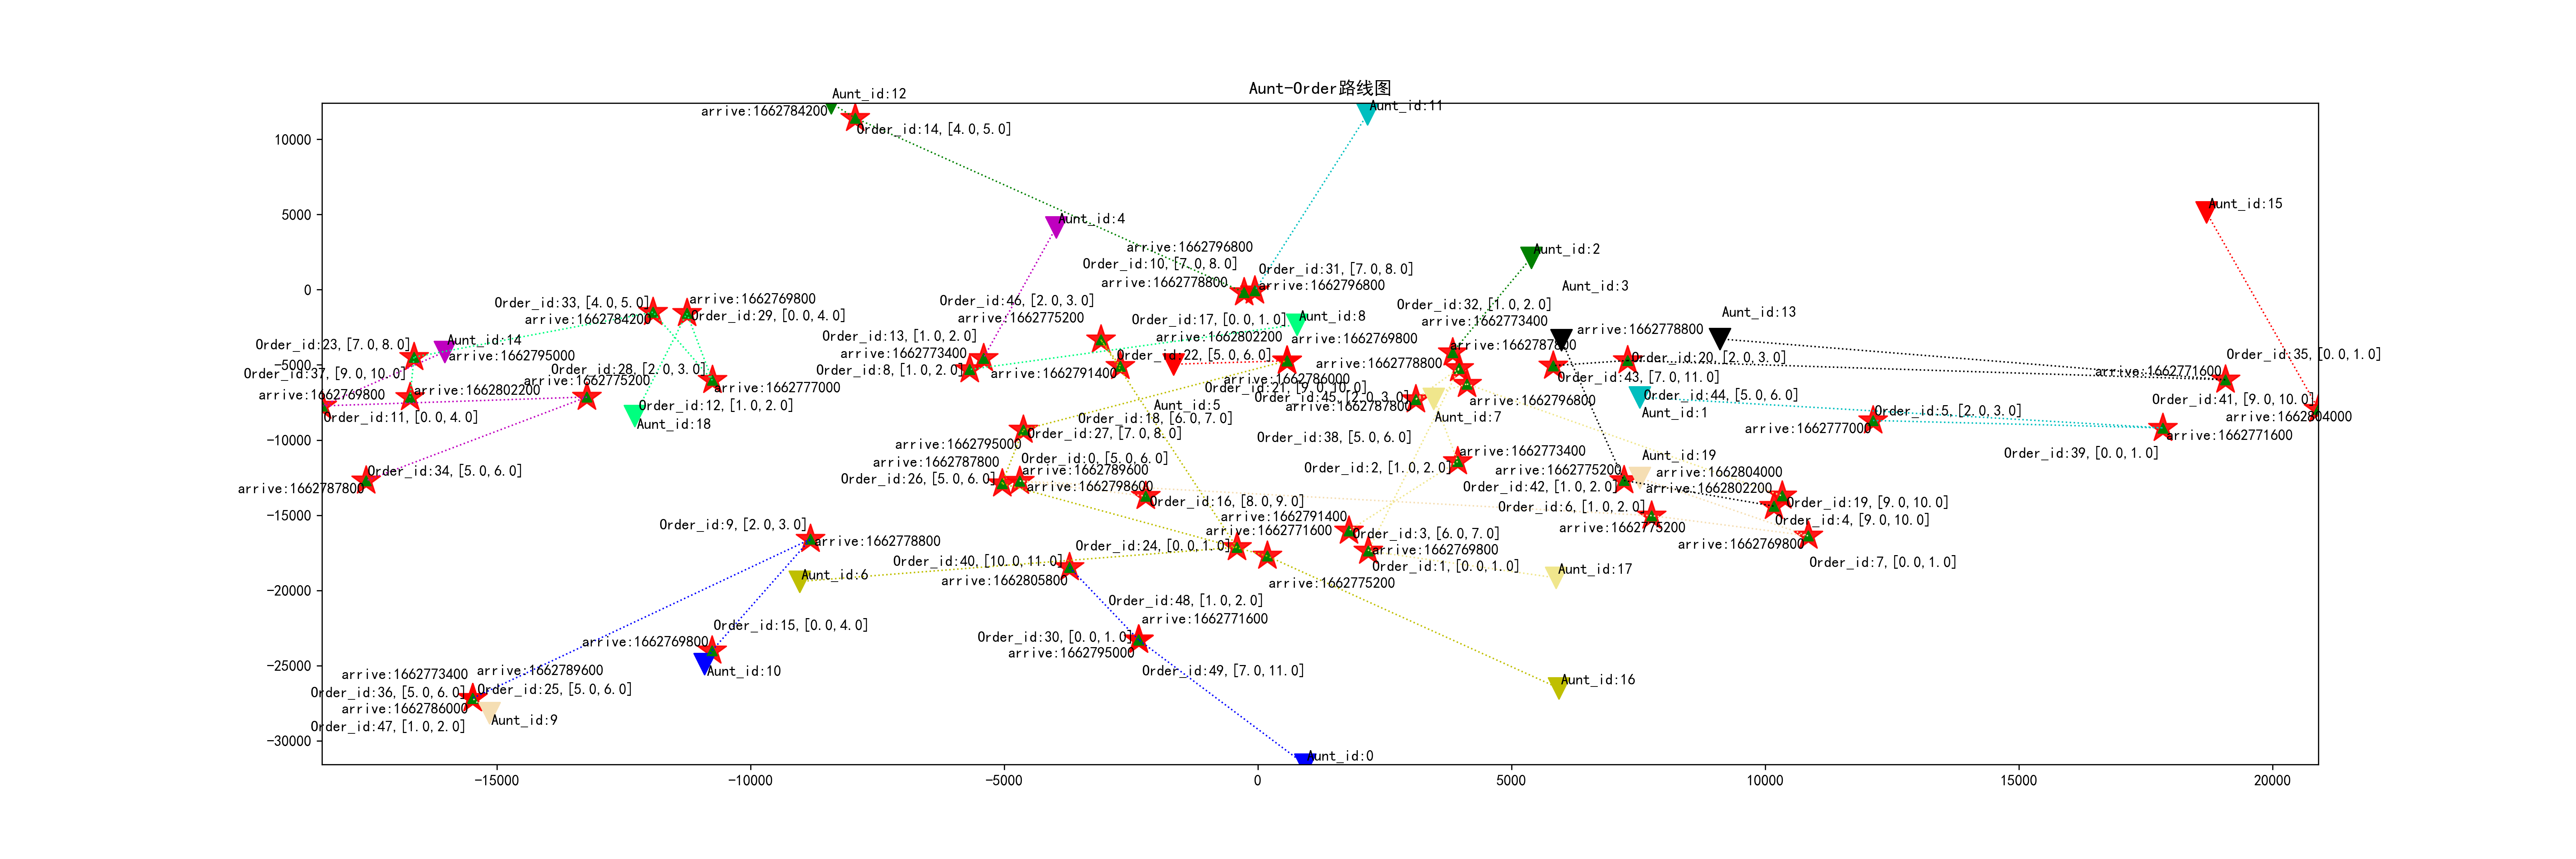 Aunt-Order路线图
Aunt_id:12
arrive:1662784200
Order_id:14,[4.0,5.0]
Aunt_id:11
Aunt_id:15
Aunt_id:4
Aunt_id:2
arrive:1662796800
Order_id:10,[7.0,8.0]
arrive:1662778800
Order_id:31,[7.0,8.0]
arrive:1662796800
Aunt_id:3
Order_id:33,[4.0,5.0]
arrive:1662784200
arrive:1662769800
Order_id:29,[0.0,4.0]
Order_id:46,[2.0,3.0]
arrive:1662775200
Order_id:17,[0.0,1.0]
Aunt_id:8
Order_id:32,[1.0,2.0]
arrive:1662773400
arrive:1662778800
Aunt_id:13
Order_id:13,[1.0,2.0]
arrive:1662773400
Order_id:8,[1.0,2.0]
arrive:1662791400
arrive:1662802200
arrive:1662769800
Order_id:22,[5.0,6.0]
arrive:1662778800
arrive:1662787800
Order_id:20,[2.0,3.0]
Order_id:43,[7.0,11.0]
Order_id:35,[0.0,1.0]
arrive:1662771600
Order_id:23,[7.0,8.0]
Aunt_id:14
arrive:1662795000
Order_id:37,[9.0,10.0]
arrive:1662769800
arrive:1662802200
Order_id:11,[0.0,4.0]
Order_id:28,[2.0,3.0]
arrive:1662775200
arrive:1662777000
Order_id:12,[1.0,2.0]
Aunt_id:18
arrive:1662786000
Order_id:21,[9.0,10.0]
Order_id:45,[2.0,3.0]
arrive:1662787800
arrive:1662796800
Aunt_id:5
Order_id:18,[6.0,7.0]
Aunt_id:7
Order_id:44,[5.0,6.0]
Aunt_id:1
Order_id:5,[2.0,3.0]
arrive:1662777000
Order_id:41,[9.0,10.0]
arrive:1662804000
arrive:1662771600
Order_id:39,[0.0,1.0]
Order_id:27,[7.0,8.0]
arrive:1662795000
Order_id:38,[5.0,6.0]
arrive:1662773400
Order_id:2,[1.0,2.0]
Order_id:34,[5.0,6.0]
arrive:1662787800
arrive:1662787800
Order_id:0,[5.0,6.0]
arrive:1662789600
Order_id:26,[5.0,6.0]
arrive:1662798600
Order_id:16,[8.0,9.0]
Aunt_id:19
arrive:1662775200
arrive:1662804000
Order_id:42,[1.0,2.0]
arrive:1662802200
Order_id:19,[9.0,10.0]
Order_id:6,[1.0,2.0]
Order_id:4,[9.0,10.0]
arrive:1662775200
arrive:1662769800
Order_id:7,[0.0,1.0]
Order_id:9,[2.0,3.0]
arrive:1662778800
arrive:1662791400
arrive:1662771600
Order_id:3,[6.0,7.0]
Order_id:24,[0.0,1.0]
arrive:1662769800
Order_id:1,[0.0,1.0]
Aunt_id:17
Order_id:40,[10.0,11.0]
arrive:1662805800
Aunt_id:6
arrive:1662775200
Order_id:48,[1.0,2.0]
arrive:1662771600
Order_id:30,[0.0,1.0]
arrive:1662795000
Order_id:49,[7.0,11.0]
Order_id:15,[0.0,4.0]
arrive:1662769800
Aunt_id:10
arrive:1662773400
arrive:1662789600
Order_id:36,[5.0,6.0]
Order_id:25,[5.0,6.0]
arrive:1662786000
Order_id:47,[1.0,2.0]
Aunt_id:9
Aunt_id:16
Aunt_id:0
10000
5000
0
−5000
−10000
−15000
−20000
−25000
−30000
−15000
−10000
−5000
0
5000
10000
15000
20000